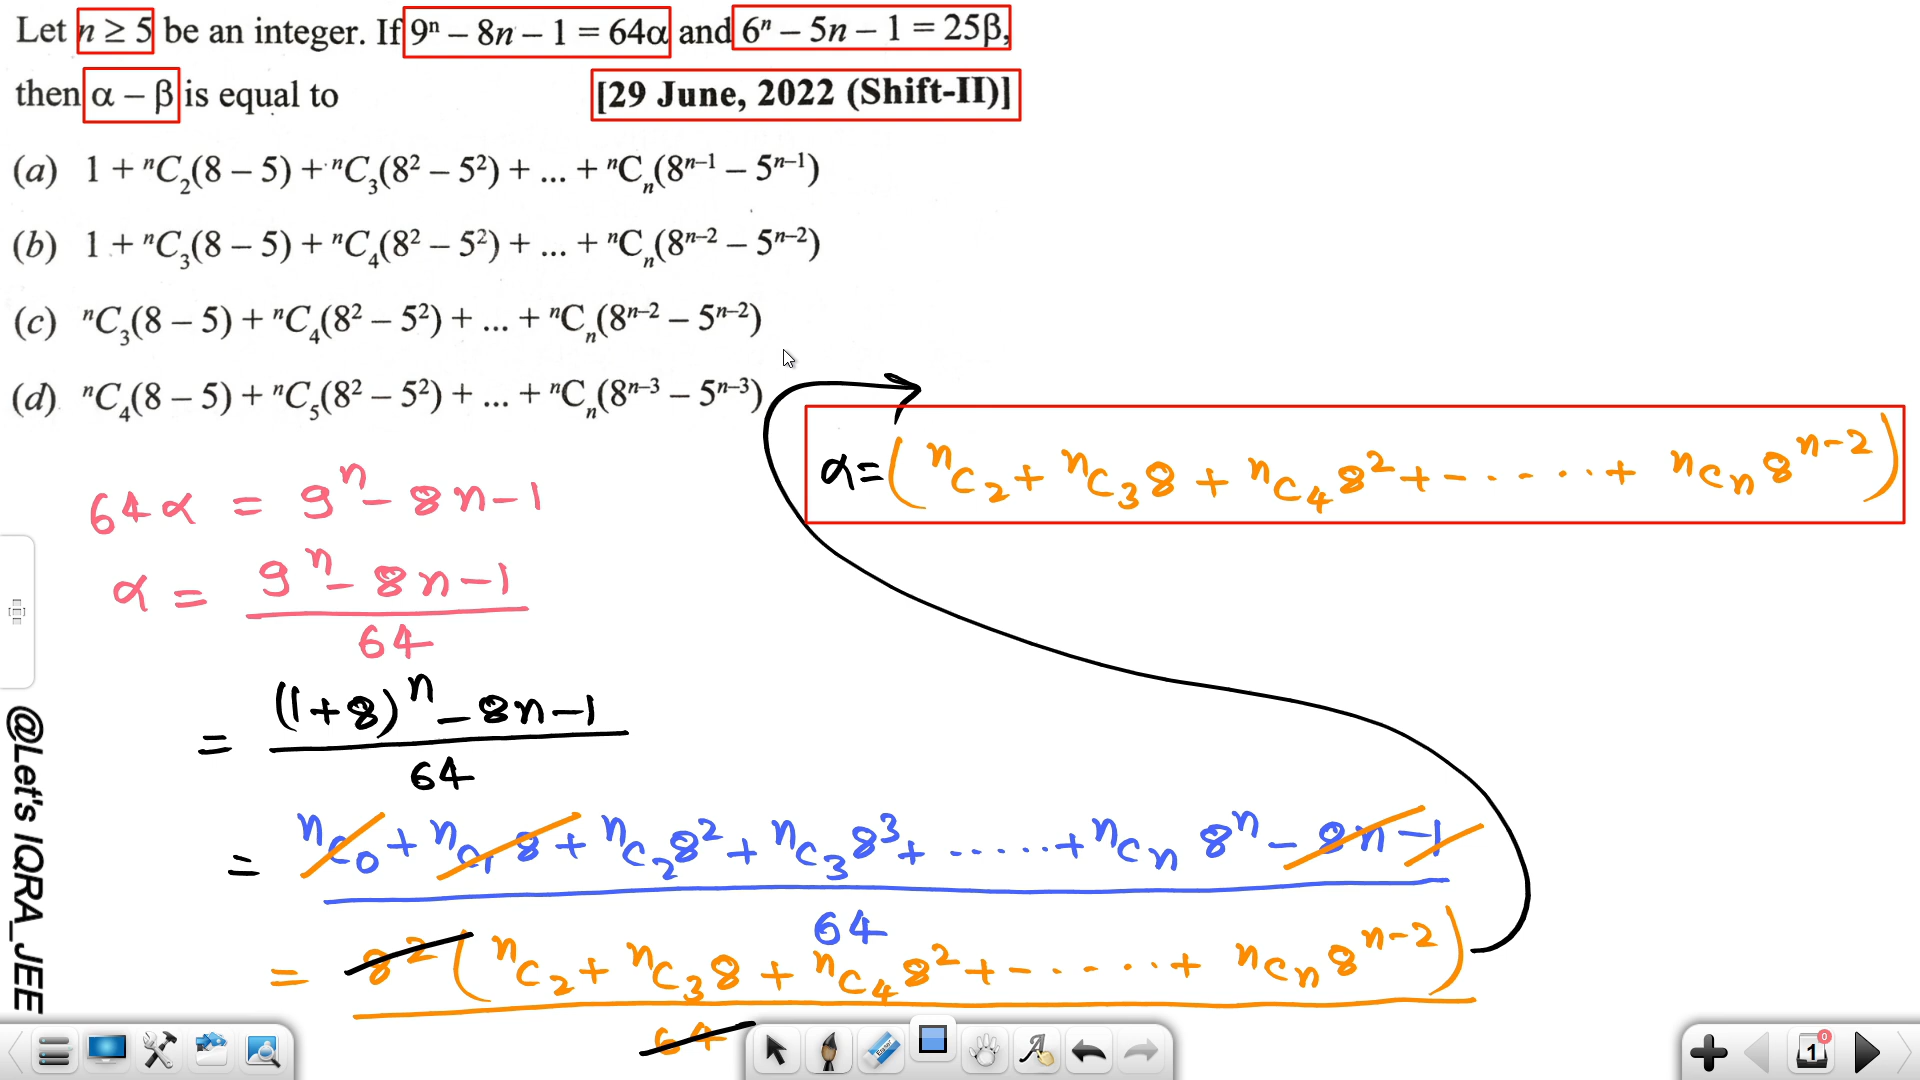 Let n ≥ 5 be an integer. If 9ⁿ – 8n – 1 = 64α and 6ⁿ – 5n – 1 = 25β,
then α – β is equal to [29 June, 2022 (Shift-II)]
(a) 1 + ⁿC₂(8 – 5) + ⁿC₃(8² – 5²) + ... + ⁿCₙ(8ⁿ⁻¹ – 5ⁿ⁻¹)
(b) 1 + ⁿC₃(8 – 5) + ⁿC₄(8² – 5²) + ... + ⁿCₙ(8ⁿ⁻² – 5ⁿ⁻²)
(c) ⁿC₃(8 – 5) + ⁿC₄(8² – 5²) + ... + ⁿCₙ(8ⁿ⁻² – 5ⁿ⁻²)
(d) ⁿC₄(8 – 5) + ⁿC₅(8² – 5²) + ... + ⁿCₙ(8ⁿ⁻³ – 5ⁿ⁻³)
α = (ⁿC₂ + ⁿC₃8 + ⁿC₄8² + - - - - - + ⁿCₙ8ⁿ⁻²)
64α = 9ⁿ – 8n – 1
α = 9ⁿ – 8n – 1
64
= (1+8)ⁿ – 8n – 1
64
= ⁿC₀ + ⁿC₁8 + ⁿC₂8² + ⁿC₃8³ + ...... + ⁿCₙ 8ⁿ – 8n – 1
64
= 8²(ⁿC₂ + ⁿC₃8 + ⁿC₄8² + - - - - - + ⁿCₙ8ⁿ⁻²)
64
@Let's IQRA_JEE
Eraser
A
1
0